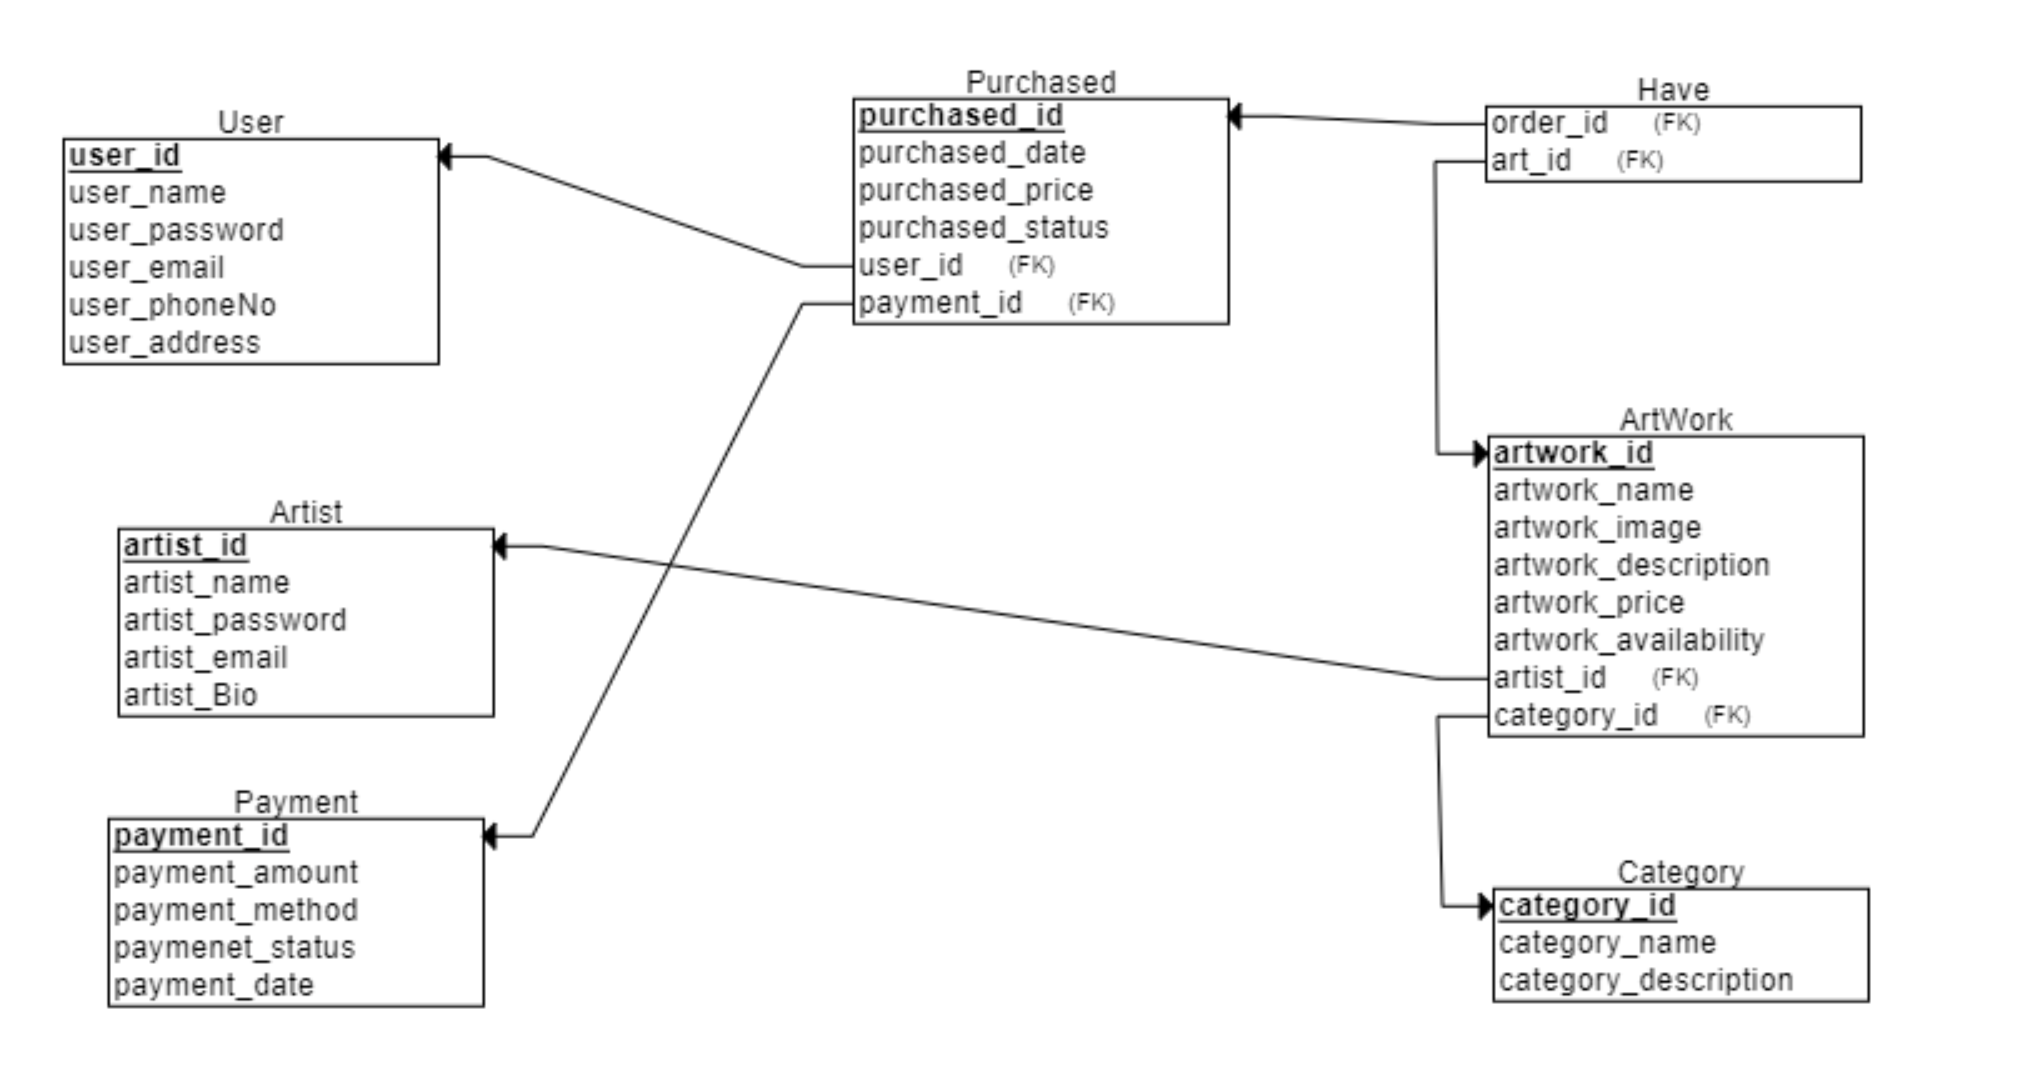 User
user_id
user_name
user_password
user_email
user_phoneNo
user_address
Purchased
purchased_id
purchased_date
purchased_price
purchased_status
user_id (FK)
payment_id (FK)
Have
order_id (FK)
art_id (FK)
Artist
artist_id
artist_name
artist_password
artist_email
artist_Bio
ArtWork
artwork_id
artwork_name
artwork_image
artwork_description
artwork_price
artwork_availability
artist_id (FK)
category_id (FK)
Payment
payment_id
payment_amount
payment_method
paymenet_status
payment_date
Category
category_id
category_name
category_description